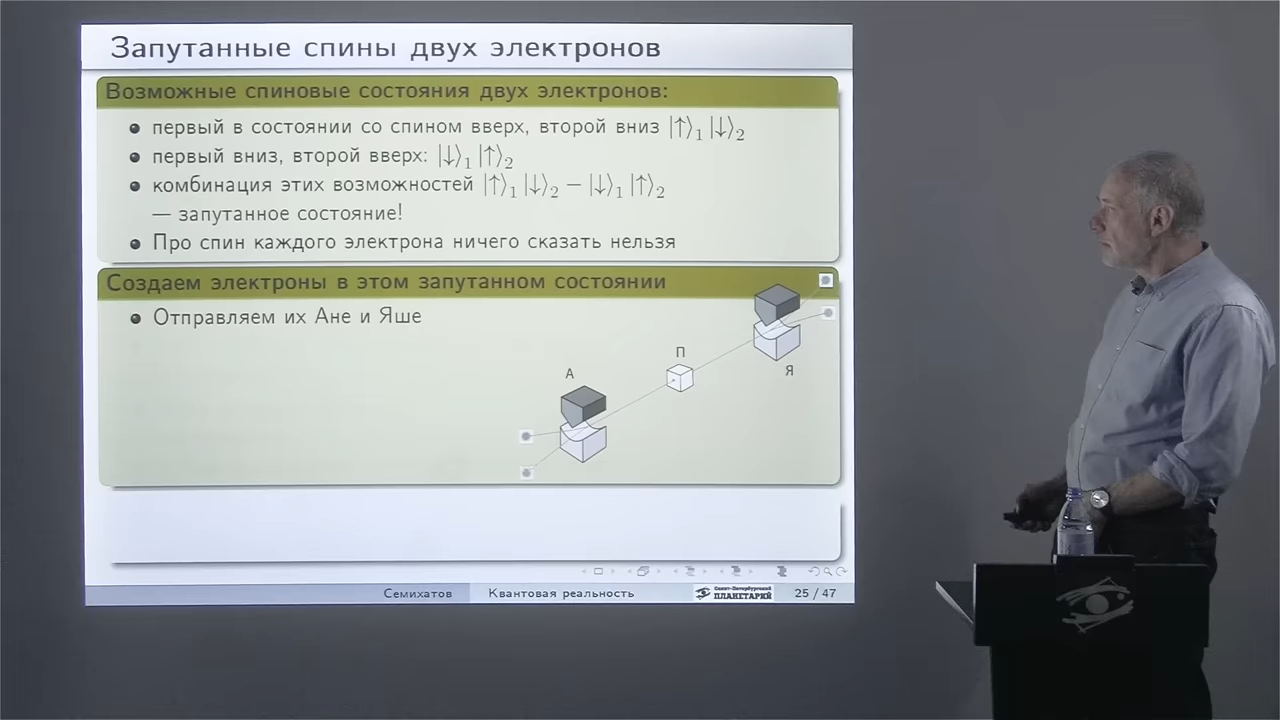 Запутанные спины двух электронов
Возможные спиновые состояния двух электронов:
первый в состоянии со спином вверх, второй вниз |↑⟩₁ |↓⟩₂
первый вниз, второй вверх: |↓⟩₁ |↑⟩₂
комбинация этих возможностей |↑⟩₁ |↓⟩₂ − |↓⟩₁ |↑⟩₂
— запутанное состояние!
Про спин каждого электрона ничего сказать нельзя
Создаем электроны в этом запутанном состоянии
Отправляем их Ане и Яше
П
Я
А
Семихатов
Квантовая реальность
Санкт-Петербургский
ПЛАНЕТАРИЙ
25 / 47